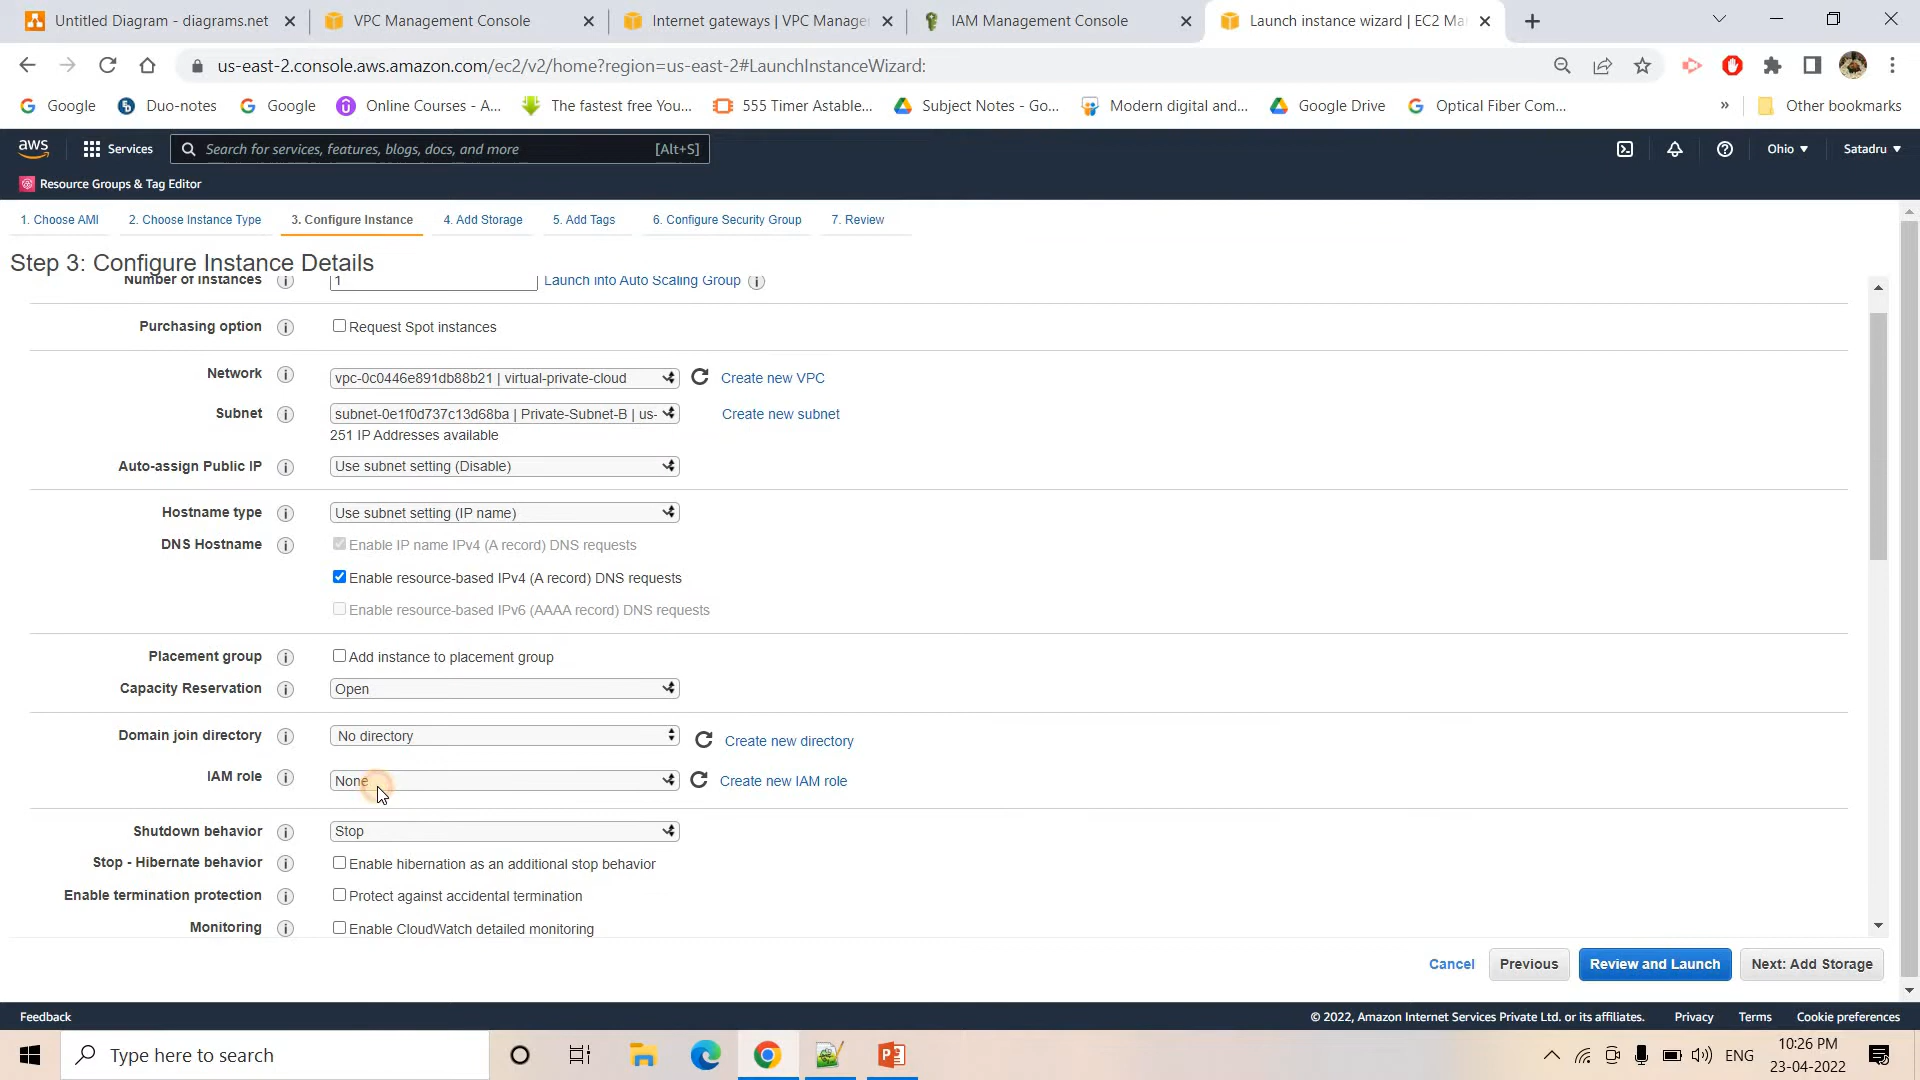 Untitled Diagram - diagrams.net
VPC Management Console
Internet gateways | VPC Manage
IAM Management Console
Launch instance wizard | EC2 Ma
us-east-2.console.aws.amazon.com/ec2/v2/home?region=us-east-2#LaunchInstanceWizard:
Google
Duo-notes
Google
Online Courses - A...
The fastest free You...
555 Timer Astable...
Subject Notes - Go...
Modern digital and...
Google Drive
Optical Fiber Com...
»
Other bookmarks
aws
Services
Search for services, features, blogs, docs, and more
[Alt+S]
Ohio
Satadru
Resource Groups & Tag Editor
1. Choose AMI
2. Choose Instance Type
3. Configure Instance
4. Add Storage
5. Add Tags
6. Configure Security Group
7. Review
Step 3: Configure Instance Details
Number of instances
1
Launch into Auto Scaling Group
Purchasing option
Request Spot instances
Network
vpc-0c0446e891db88b21 | virtual-private-cloud
Create new VPC
Subnet
subnet-0e1f0d737c13d68ba | Private-Subnet-B | us-
Create new subnet
251 IP Addresses available
Auto-assign Public IP
Use subnet setting (Disable)
Hostname type
Use subnet setting (IP name)
DNS Hostname
Enable IP name IPv4 (A record) DNS requests
Enable resource-based IPv4 (A record) DNS requests
Enable resource-based IPv6 (AAAA record) DNS requests
Placement group
Add instance to placement group
Capacity Reservation
Open
Domain join directory
No directory
Create new directory
IAM role
None
Create new IAM role
Shutdown behavior
Stop
Stop - Hibernate behavior
Enable hibernation as an additional stop behavior
Enable termination protection
Protect against accidental termination
Monitoring
Enable CloudWatch detailed monitoring
Cancel
Previous
Review and Launch
Next: Add Storage
Feedback
© 2022, Amazon Internet Services Private Ltd. or its affiliates.
Privacy
Terms
Cookie preferences
Type here to search
ENG
10:26 PM
23-04-2022